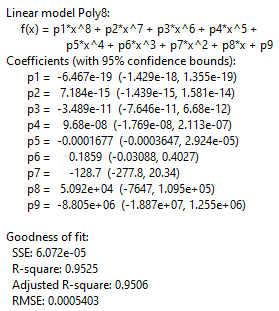 Linear model Poly8:
f(x) = p1*x^8 + p2*x^7 + p3*x^6 + p4*x^5 +
p5*x^4 + p6*x^3 + p7*x^2 + p8*x + p9
Coefficients (with 95% confidence bounds):
p1 = -6.467e-19 (-1.429e-18, 1.355e-19)
p2 = 7.184e-15 (-1.439e-15, 1.581e-14)
p3 = -3.489e-11 (-7.646e-11, 6.68e-12)
p4 = 9.68e-08 (-1.769e-08, 2.113e-07)
p5 = -0.0001677 (-0.0003647, 2.924e-05)
p6 = 0.1859 (-0.03088, 0.4027)
p7 = -128.7 (-277.8, 20.34)
p8 = 5.092e+04 (-7647, 1.095e+05)
p9 = -8.805e+06 (-1.887e+07, 1.255e+06)
Goodness of fit:
SSE: 6.072e-05
R-square: 0.9525
Adjusted R-square: 0.9506
RMSE: 0.0005403